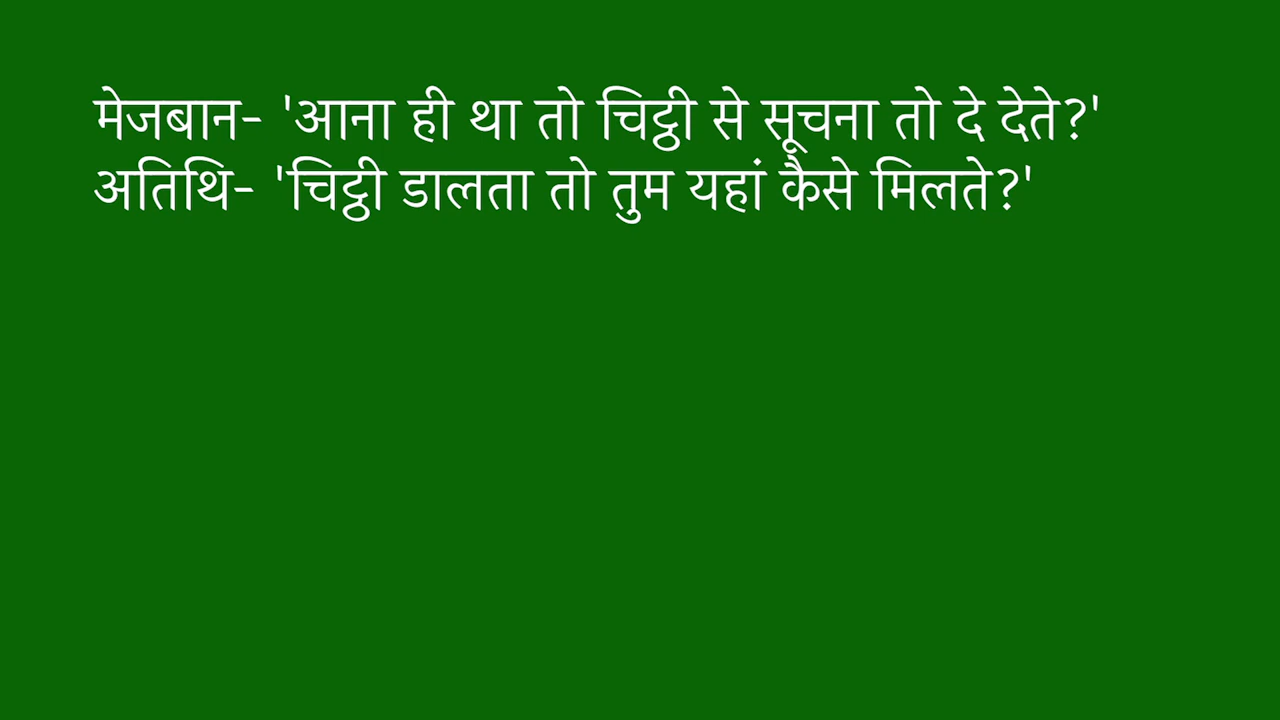 मेजबान- 'आना ही था तो चिट्ठी से सूचना तो दे देते?'
अतिथि- 'चिट्ठी डालता तो तुम यहां कैसे मिलते?'